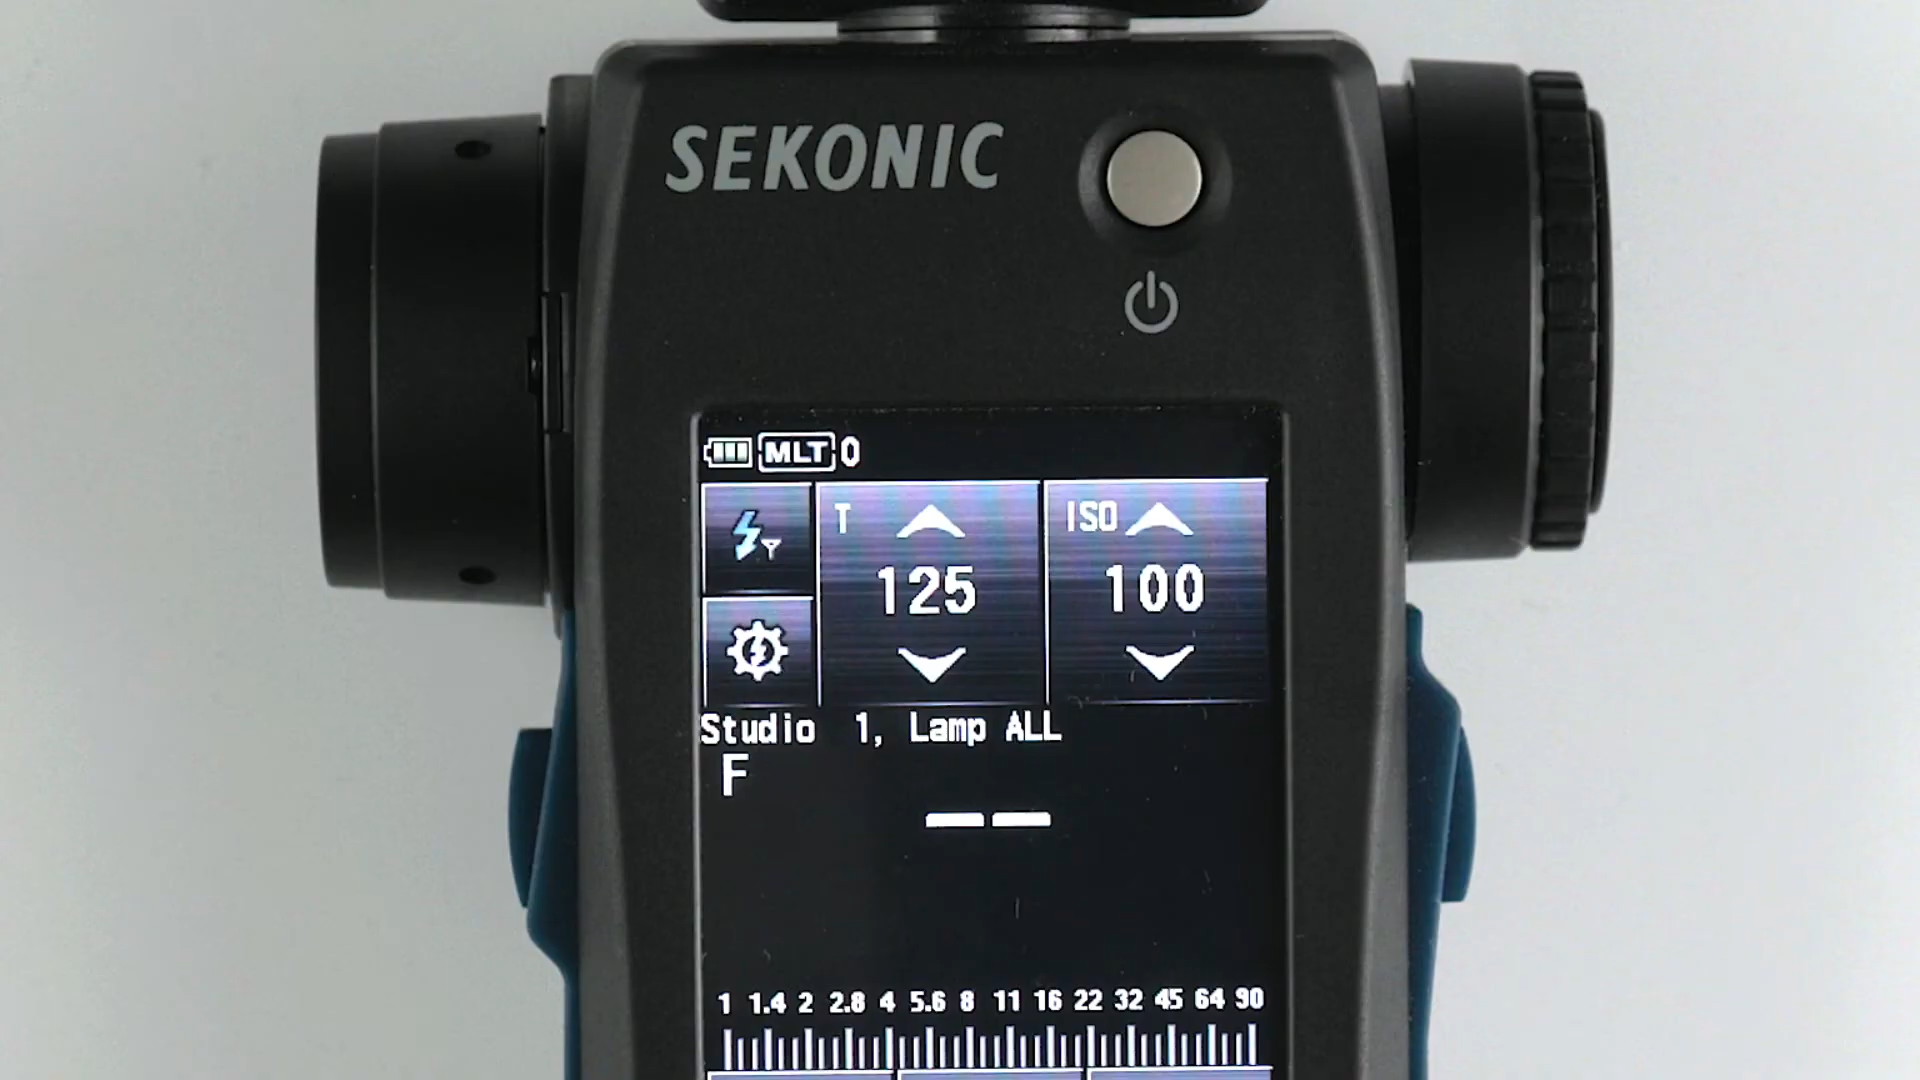 SEKONIC
MLT 0
T
ISO
125
100
Studio 1, Lamp ALL
F
1 1.4 2 2.8 4 5.6 8 11 16 22 32 45 64 90